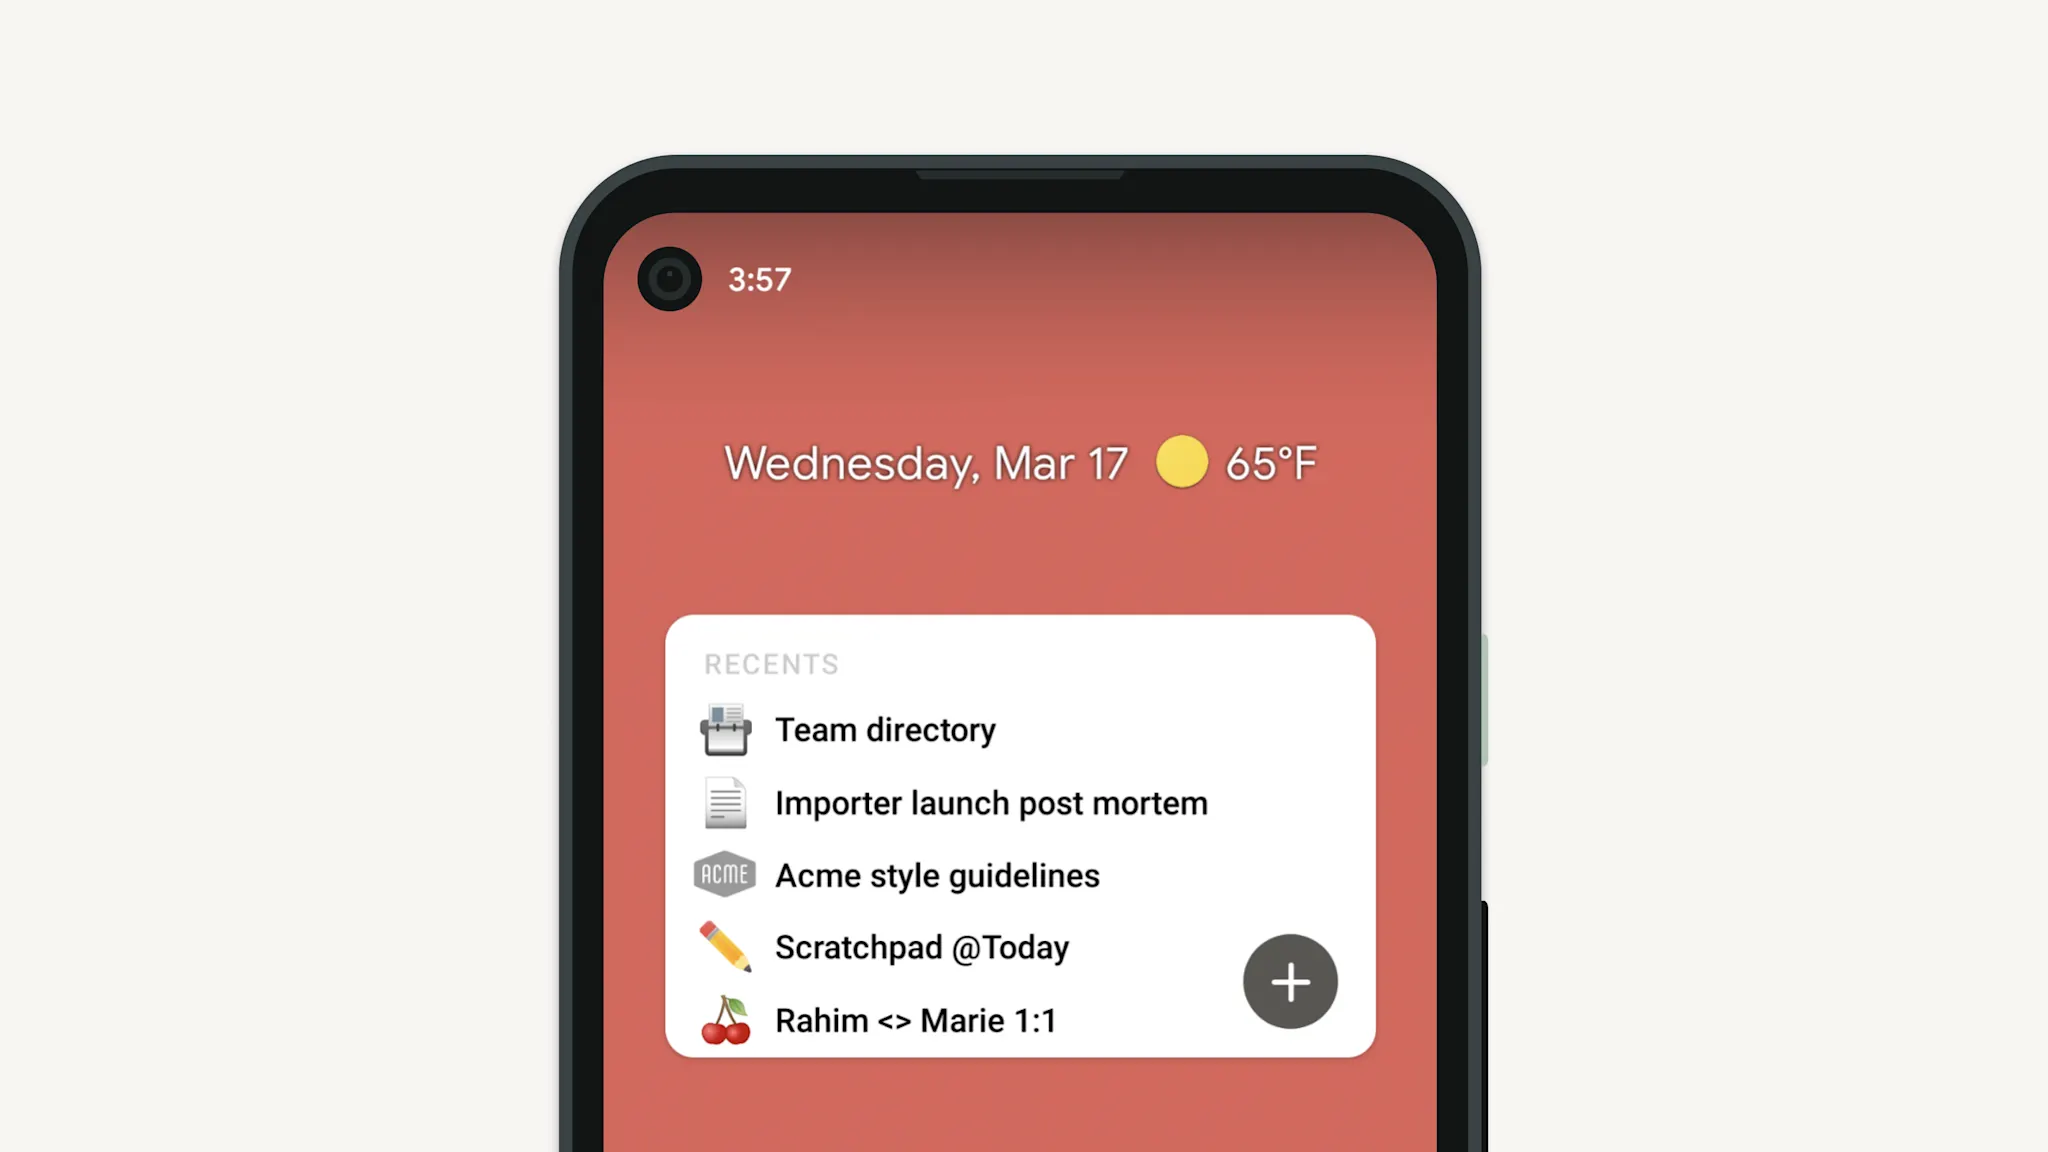 3:57
Wednesday, Mar 17 65°F
RECENTS
Team directory
Importer launch post mortem
ACME Acme style guidelines
Scratchpad @Today
Rahim <> Marie 1:1